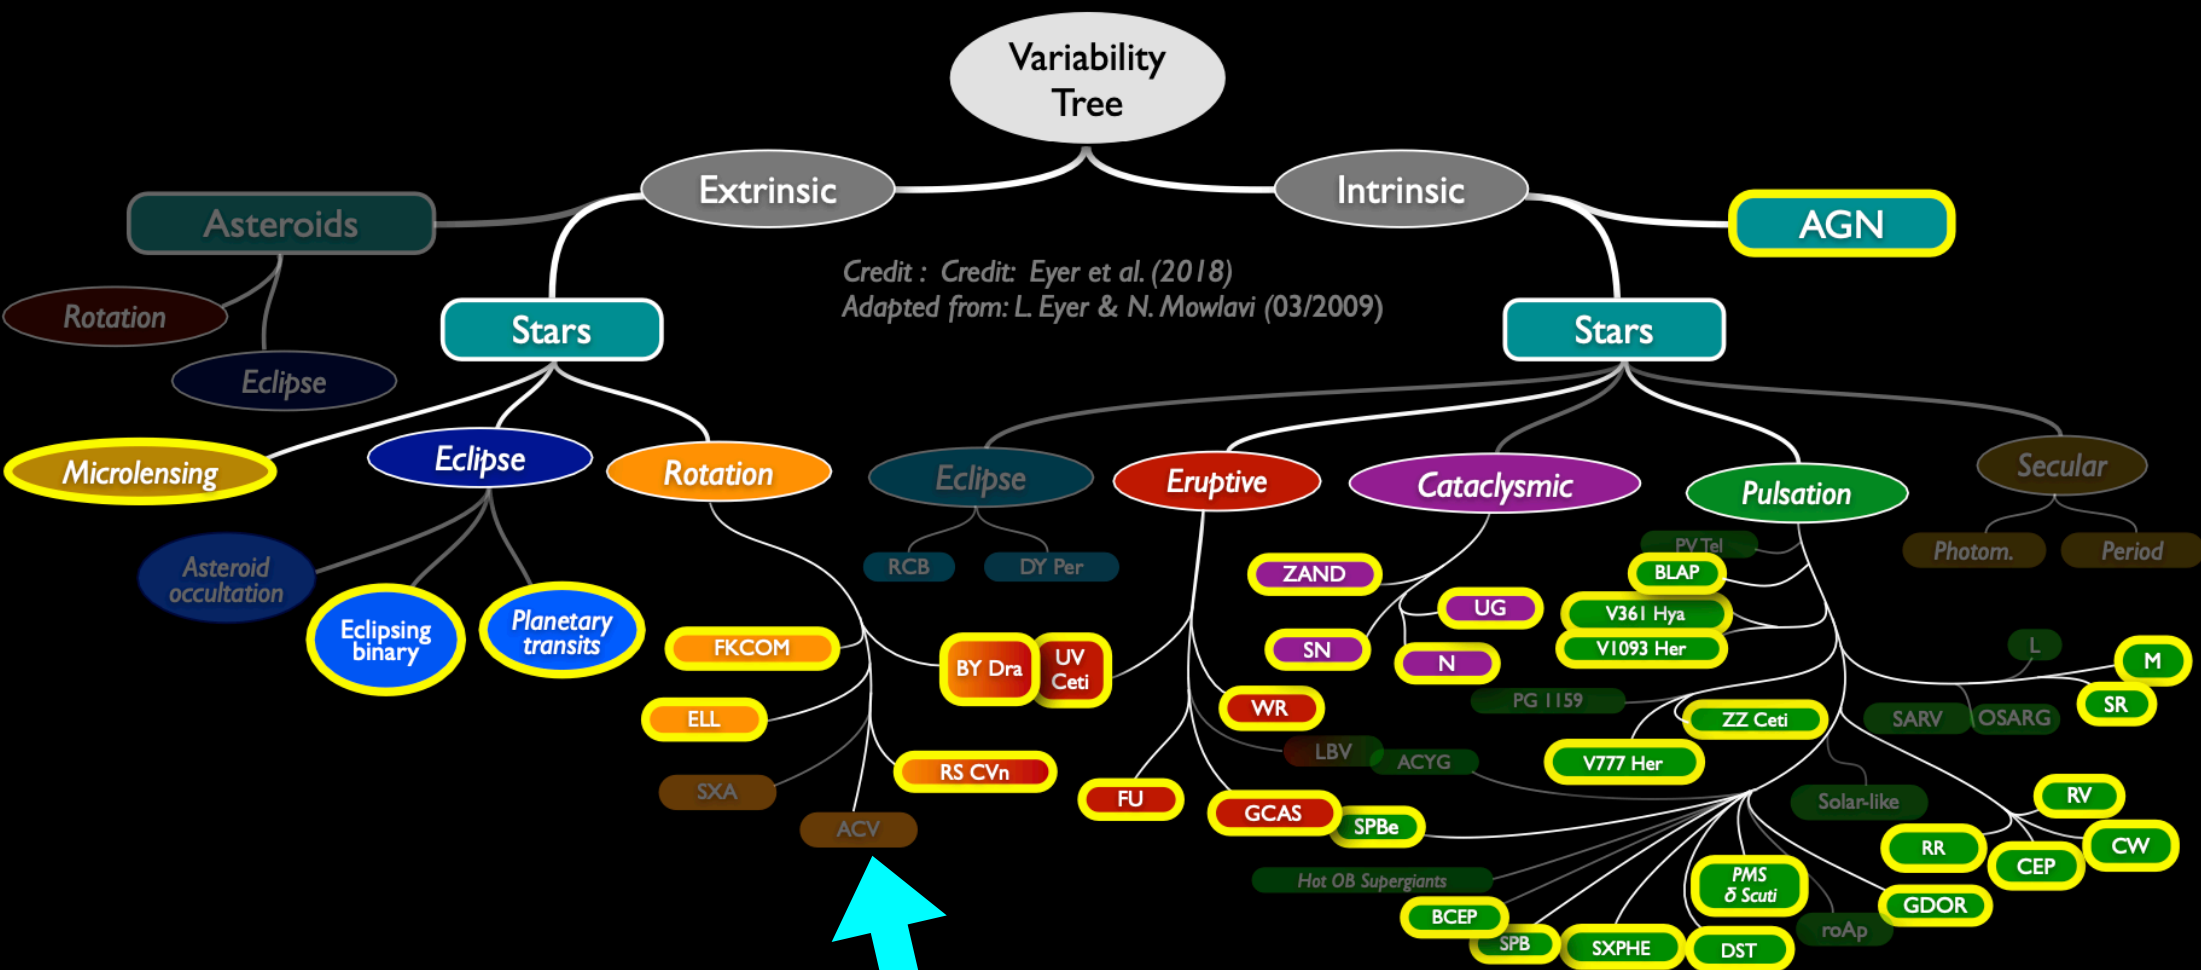 Variability
Tree
Extrinsic
Intrinsic
Asteroids
AGN
Rotation
Eclipse
Credit : Credit: Eyer et al. (2018)
Adapted from: L. Eyer & N. Mowlavi (03/2009)
Stars
Stars
Microlensing
Eclipse
Rotation
Eclipse
Eruptive
Cataclysmic
Pulsation
Secular
Asteroid
occultation
Eclipsing
binary
Planetary
transits
FKCOM
ELL
SXA
ACV
RS CVn
BY Dra
UV
Ceti
RCB
DY Per
WR
LBV
FU
GCAS
ZAND
UG
SN
N
PV Tel
BLAP
V361 Hya
V1093 Her
PG 1159
ZZ Ceti
V777 Her
ACYG
SPBe
Hot OB Supergiants
BCEP
SPB
SXPHE
DST
PMS
δ Scuti
roAp
GDOR
Solar-like
L
M
SR
SARV
OSARG
RV
RR
CEP
CW
Photom.
Period